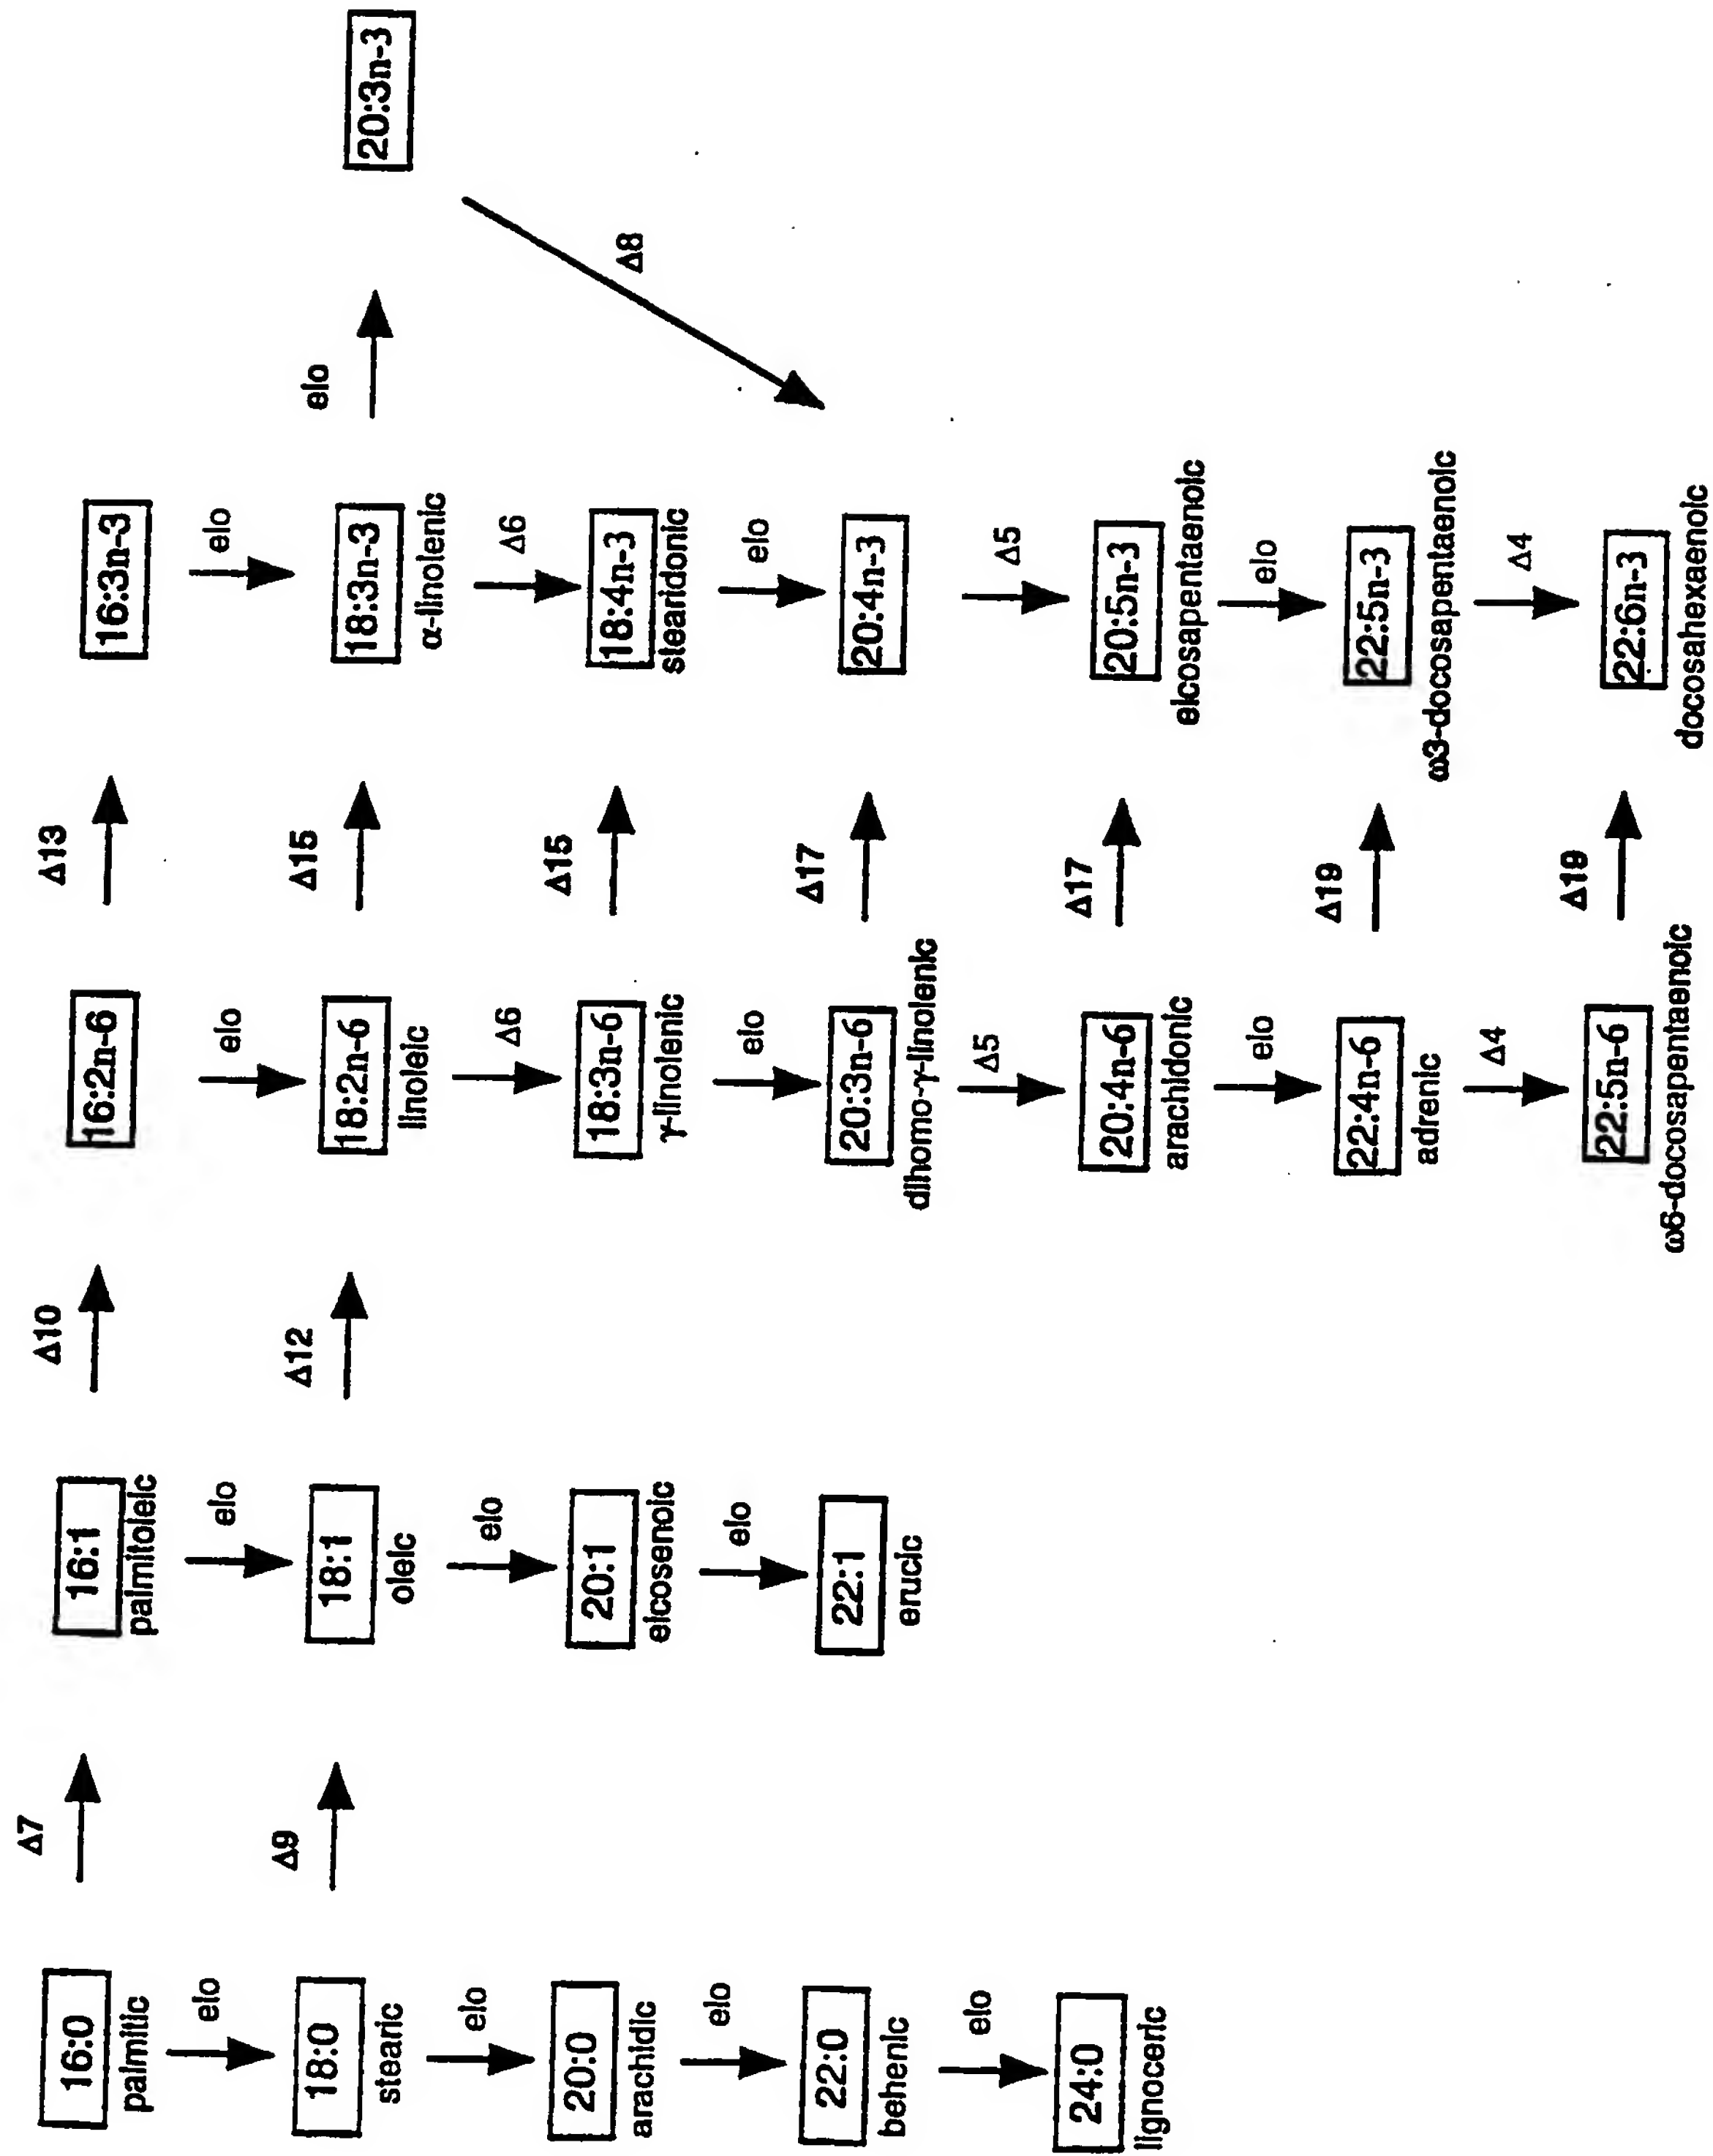 Δ7
Δ10
Δ13
16:0
16:1
16:2n-6
16:3n-3
palmitic
palmitoleic
elo
elo
elo
elo
Δ9
Δ12
Δ15
elo
18:0
18:1
18:2n-6
18:3n-3
20:3n-3
stearic
oleic
linoleic
α-linolenic
elo
elo
Δ6
Δ6
Δ15
Δ8
20:0
20:1
18:3n-6
18:4n-3
arachidic
eicosenoic
γ-linolenic
stearidonic
elo
elo
elo
elo
Δ17
22:0
22:1
20:3n-6
20:4n-3
behenic
erucic
dihomo-γ-linolenic
elo
Δ5
Δ5
Δ17
24:0
20:4n-6
20:5n-3
lignoceric
arachidonic
eicosapentaenoic
elo
elo
Δ19
22:4n-6
22:5n-3
adrenic
ω3-docosapentaenoic
Δ4
Δ4
Δ19
22:5n-6
22:6n-3
ω6-docosapentaenoic
docosahexaenoic